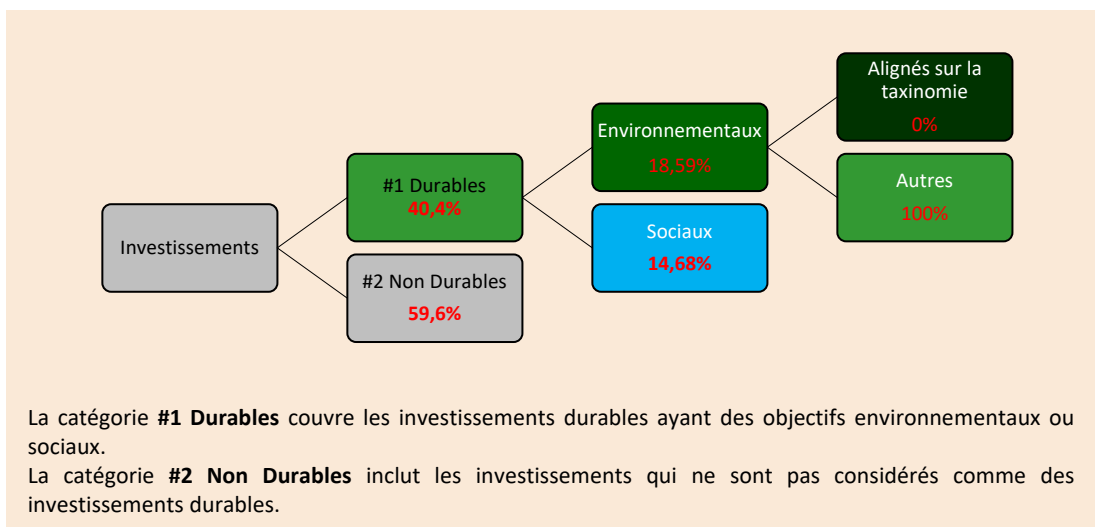 Investissements
#1 Durables
40,4%
#2 Non Durables
59,6%
Environnementaux
18,59%
Sociaux
14,68%
Alignés sur la
taxinomie
0%
Autres
100%
La catégorie #1 Durables couvre les investissements durables ayant des objectifs environnementaux ou
sociaux.
La catégorie #2 Non Durables inclut les investissements qui ne sont pas considérés comme des
investissements durables.